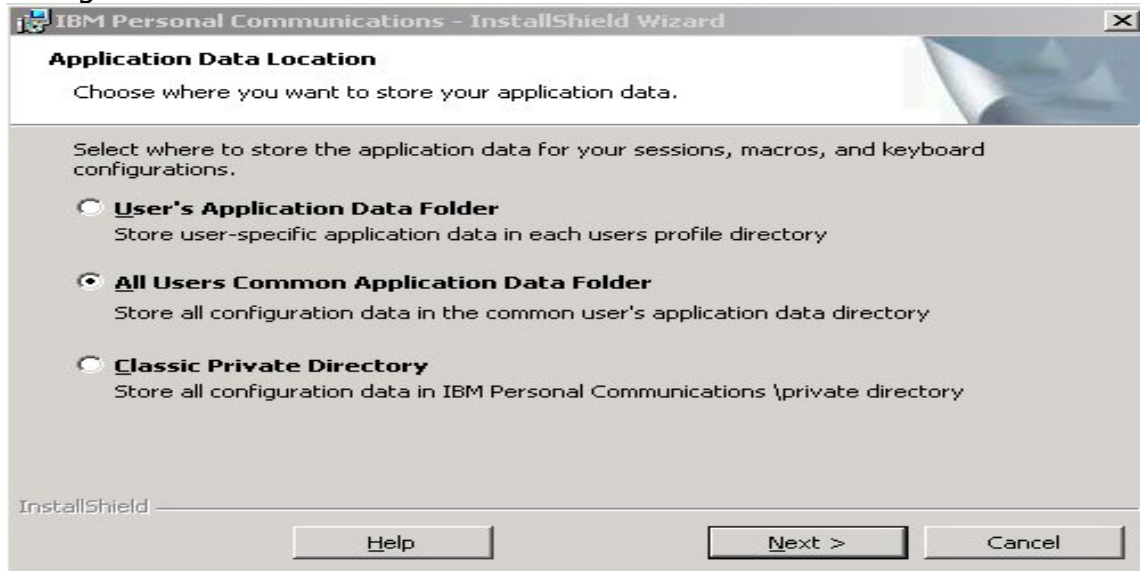 IBM Personal Communications - InstallShield Wizard
Application Data Location
Choose where you want to store your application data.
Select where to store the application data for your sessions, macros, and keyboard
configurations.
User's Application Data Folder
Store user-specific application data in each users profile directory
All Users Common Application Data Folder
Store all configuration data in the common user's application data directory
Classic Private Directory
Store all configuration data in IBM Personal Communications \private directory
InstallShield
Help
Next >
Cancel